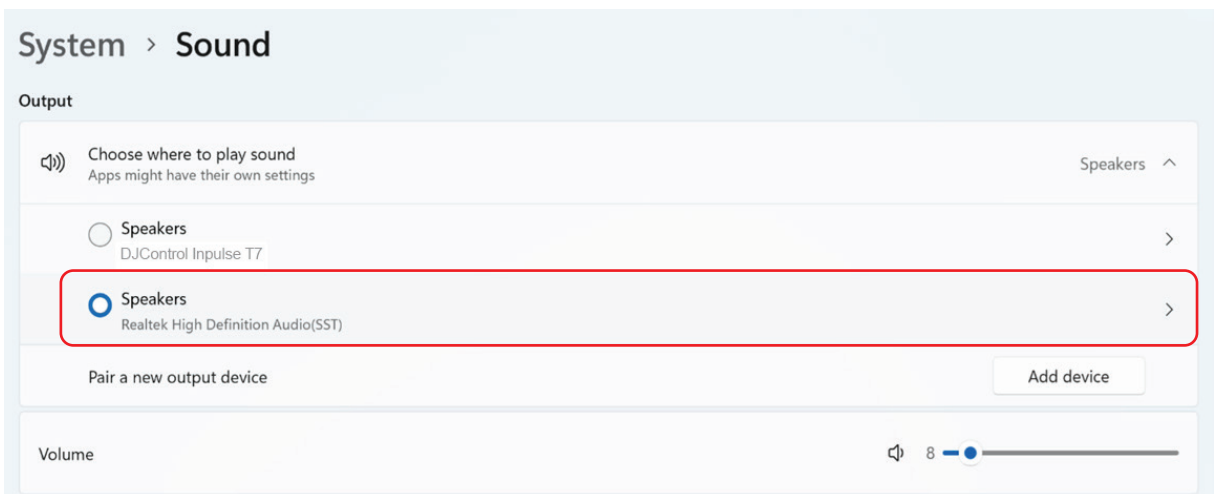 System > Sound
Output
Choose where to play sound
Apps might have their own settings
Speakers
Speakers
DJControl Inpulse T7
Speakers
Realtek High Definition Audio(SST)
Pair a new output device
Add device
Volume
8